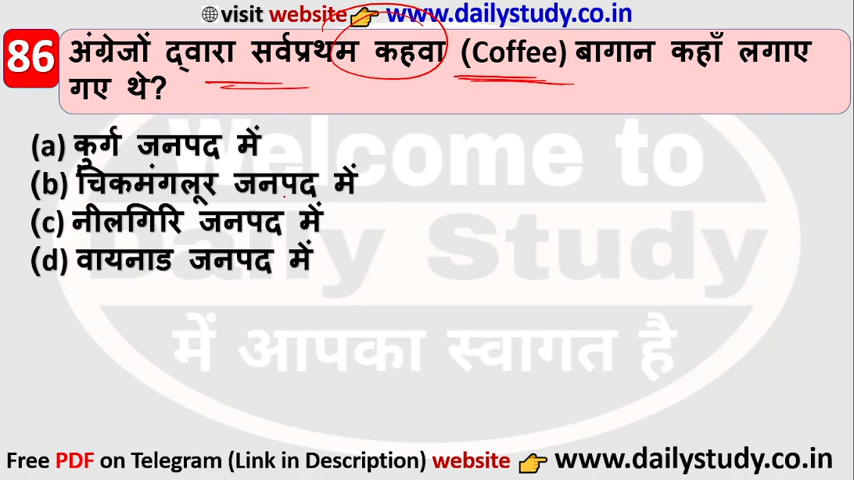 visit website 👉 www.dailystudy.co.in
86 अंग्रेजों द्वारा सर्वप्रथम कहवा (Coffee) बागान कहाँ लगाए
गए थे?
(a) कुर्ग जनपद में
(b) चिकमंगलूर जनपद में
(c) नीलगिरि जनपद में
(d) वायनाड जनपद में
Welcome to
Daily Study
में आपका स्वागत है
Free PDF on Telegram (Link in Description) website 👉 www.dailystudy.co.in